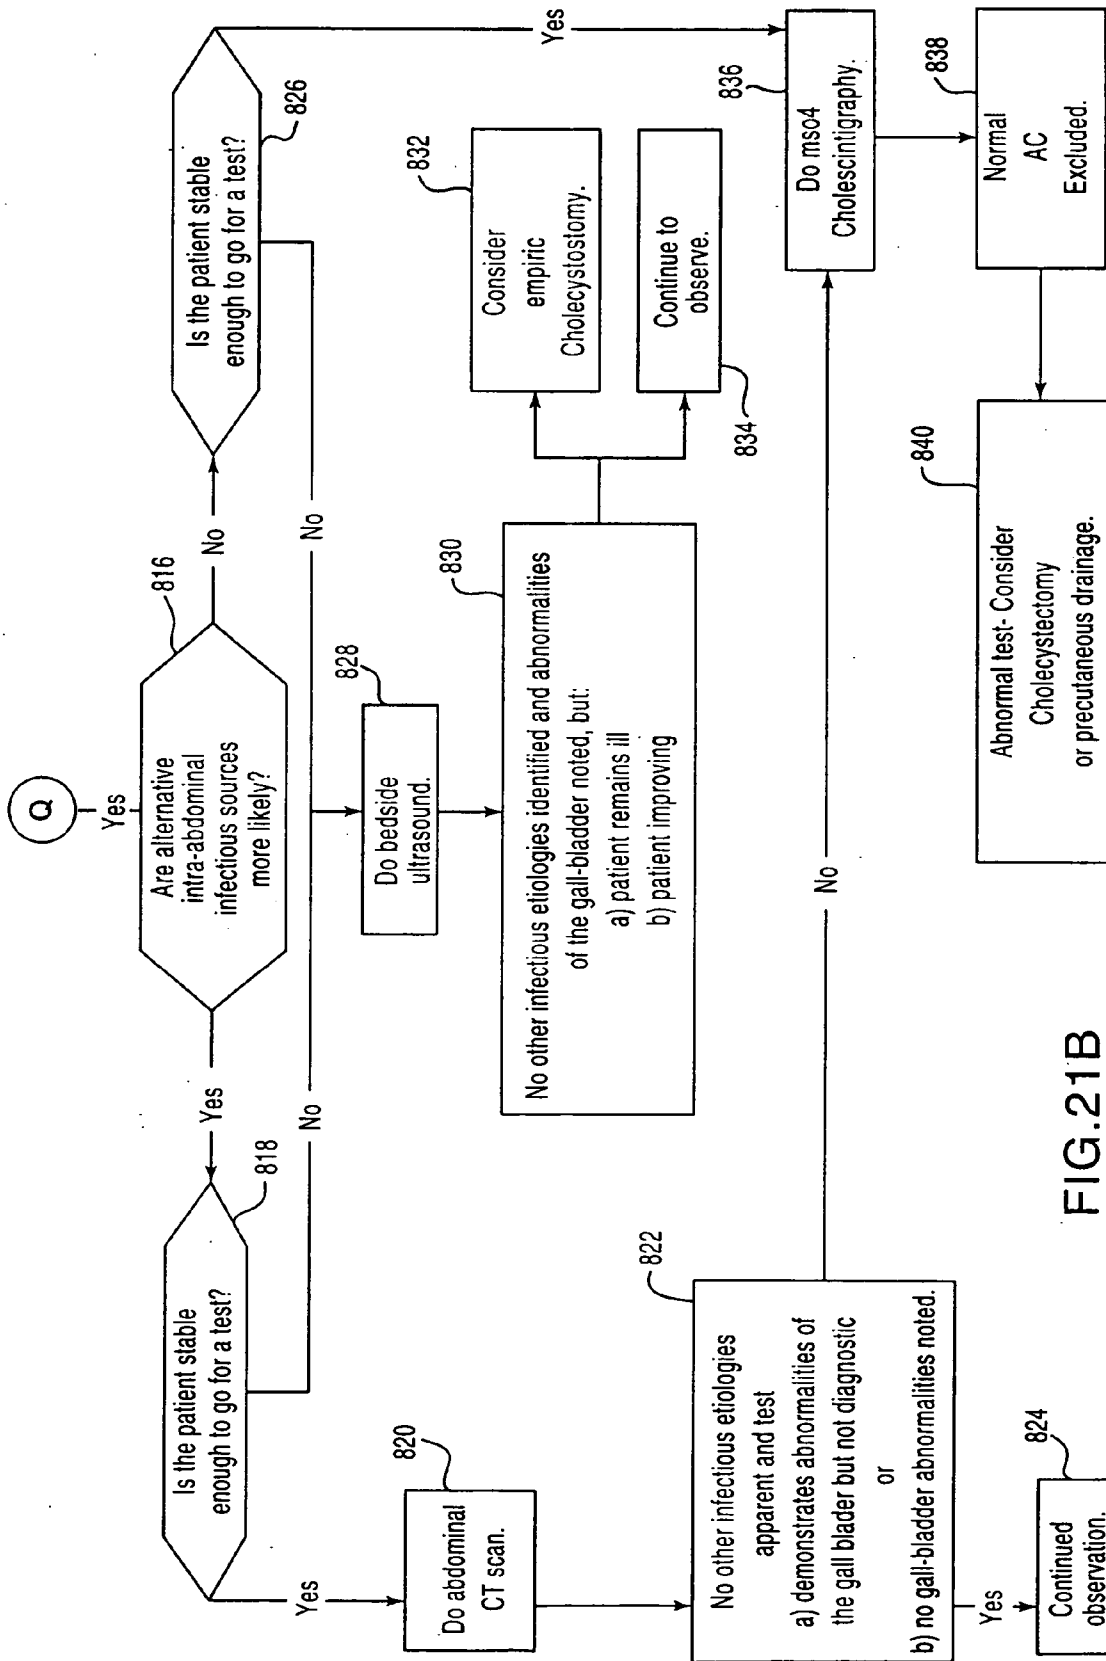 Q
Yes
816
Are alternative
intra-abdominal
infectious sources
more likely?
Yes
No
818
Is the patient stable
enough to go for a test?
826
Is the patient stable
enough to go for a test?
Yes
No
No
Yes
820
Do abdominal
CT scan.
828
Do bedside
ultrasound.
822
No other infectious etiologies
apparent and test
a) demonstrates abnormalities of
the gall blader but not diagnostic
or
b) no gall-bladder abnormalities noted.
Yes
No
824
Continued
observation.
830
No other infectious etiologies identified and abnormalities
of the gall-bladder noted, but:
a) patient remains ill
b) patient improving
832
Consider
empiric
Cholecystostomy.
834
Continue to
observe.
836
Do mso4
Cholescintigraphy.
838
Normal
AC
Excluded.
840
Abnormal test- Consider
Cholecystectomy
or precutaneous drainage.
FIG.21B